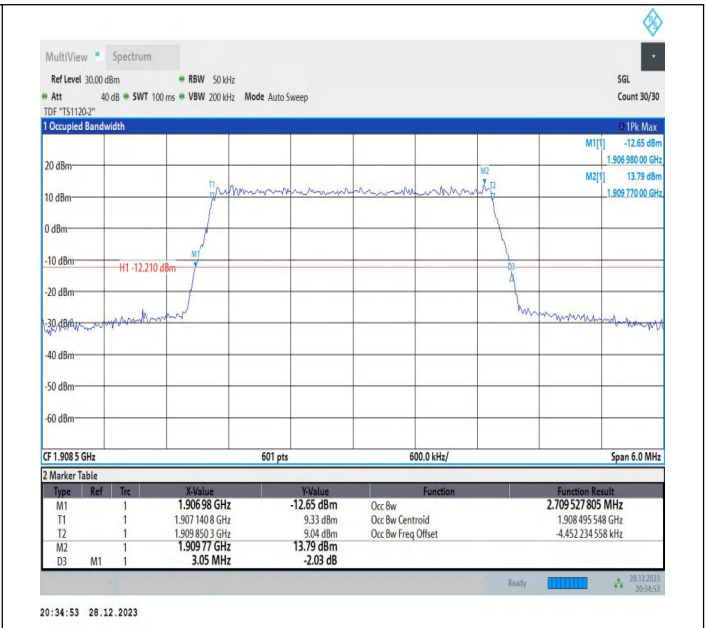 R&S
MultiView Spectrum
Ref Level 30.00 dBm RBW 50 kHz SGL
Att 40 dB SWT 100 ms VBW 200 kHz Mode Auto Sweep Count 30/30
TDF "TS1120-2"
1 Occupied Bandwidth 1Pk Max
M1[1] -12.65 dBm
1.906 980 00 GHz
M2[1] 13.79 dBm
1.909 770 00 GHz
20 dBm
M2
T1 T2
10 dBm
0 dBm
M1
-10 dBm
H1 -12.210 dBm D3
-20 dBm
-30 dBm
-40 dBm
-50 dBm
-60 dBm
CF 1.908 5 GHz 601 pts 600.0 kHz/ Span 6.0 MHz
2 Marker Table
Type Ref Trc X-Value Y-Value Function Function Result
M1 1 1.906 98 GHz -12.65 dBm Occ Bw 2.709 527 805 MHz
T1 1 1.907 140 8 GHz 9.33 dBm Occ Bw Centroid 1.908 495 548 GHz
T2 1 1.909 850 3 GHz 9.04 dBm Occ Bw Freq Offset -4.452 234 558 kHz
M2 1 1.909 77 GHz 13.79 dBm
D3 M1 1 3.05 MHz -2.03 dB
Ready 28.12.2023
20:34:53
20:34:53 28.12.2023